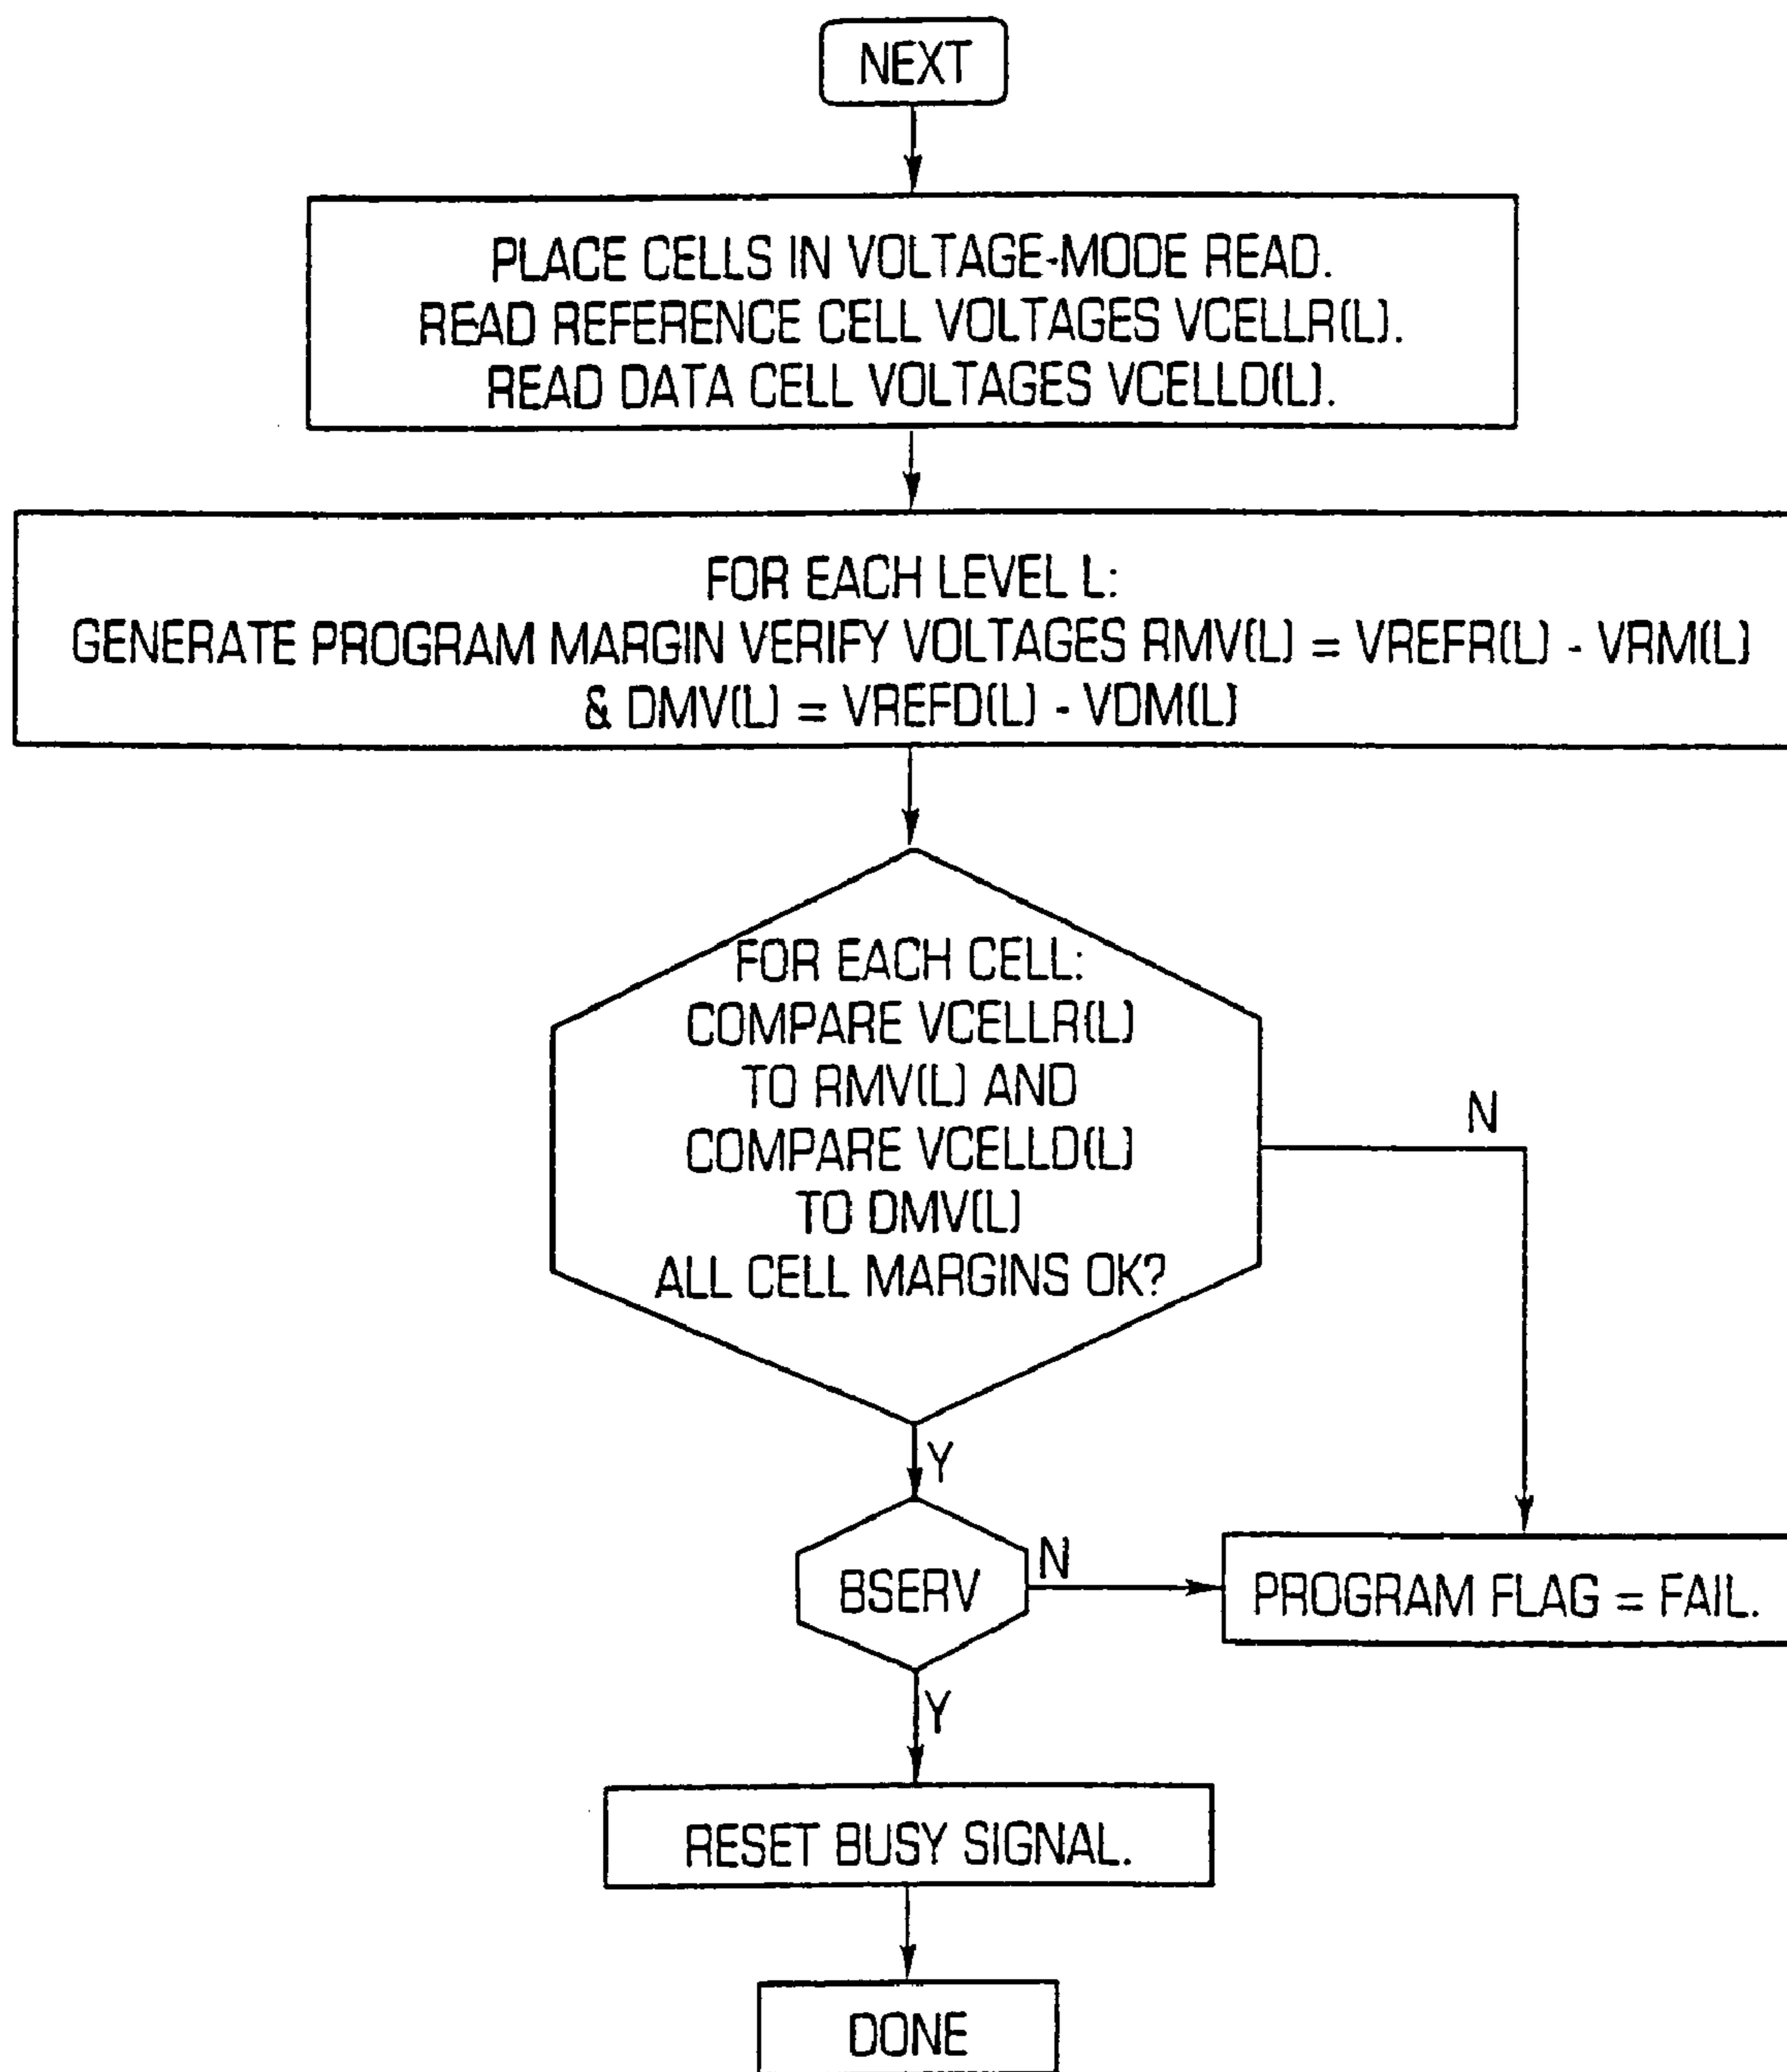 NEXT
PLACE CELLS IN VOLTAGE-MODE READ.
READ REFERENCE CELL VOLTAGES VCELLR(L).
READ DATA CELL VOLTAGES VCELLD(L).
FOR EACH LEVEL L:
GENERATE PROGRAM MARGIN VERIFY VOLTAGES RMV(L) = VREFR(L) - VRM(L)
& DMV(L) = VREFD(L) - VDM(L)
FOR EACH CELL:
COMPARE VCELLR(L)
TO RMV(L) AND
COMPARE VCELLD(L)
TO DMV(L)
ALL CELL MARGINS OK?
N
Y
BSERV
N
PROGRAM FLAG = FAIL.
Y
RESET BUSY SIGNAL.
DONE